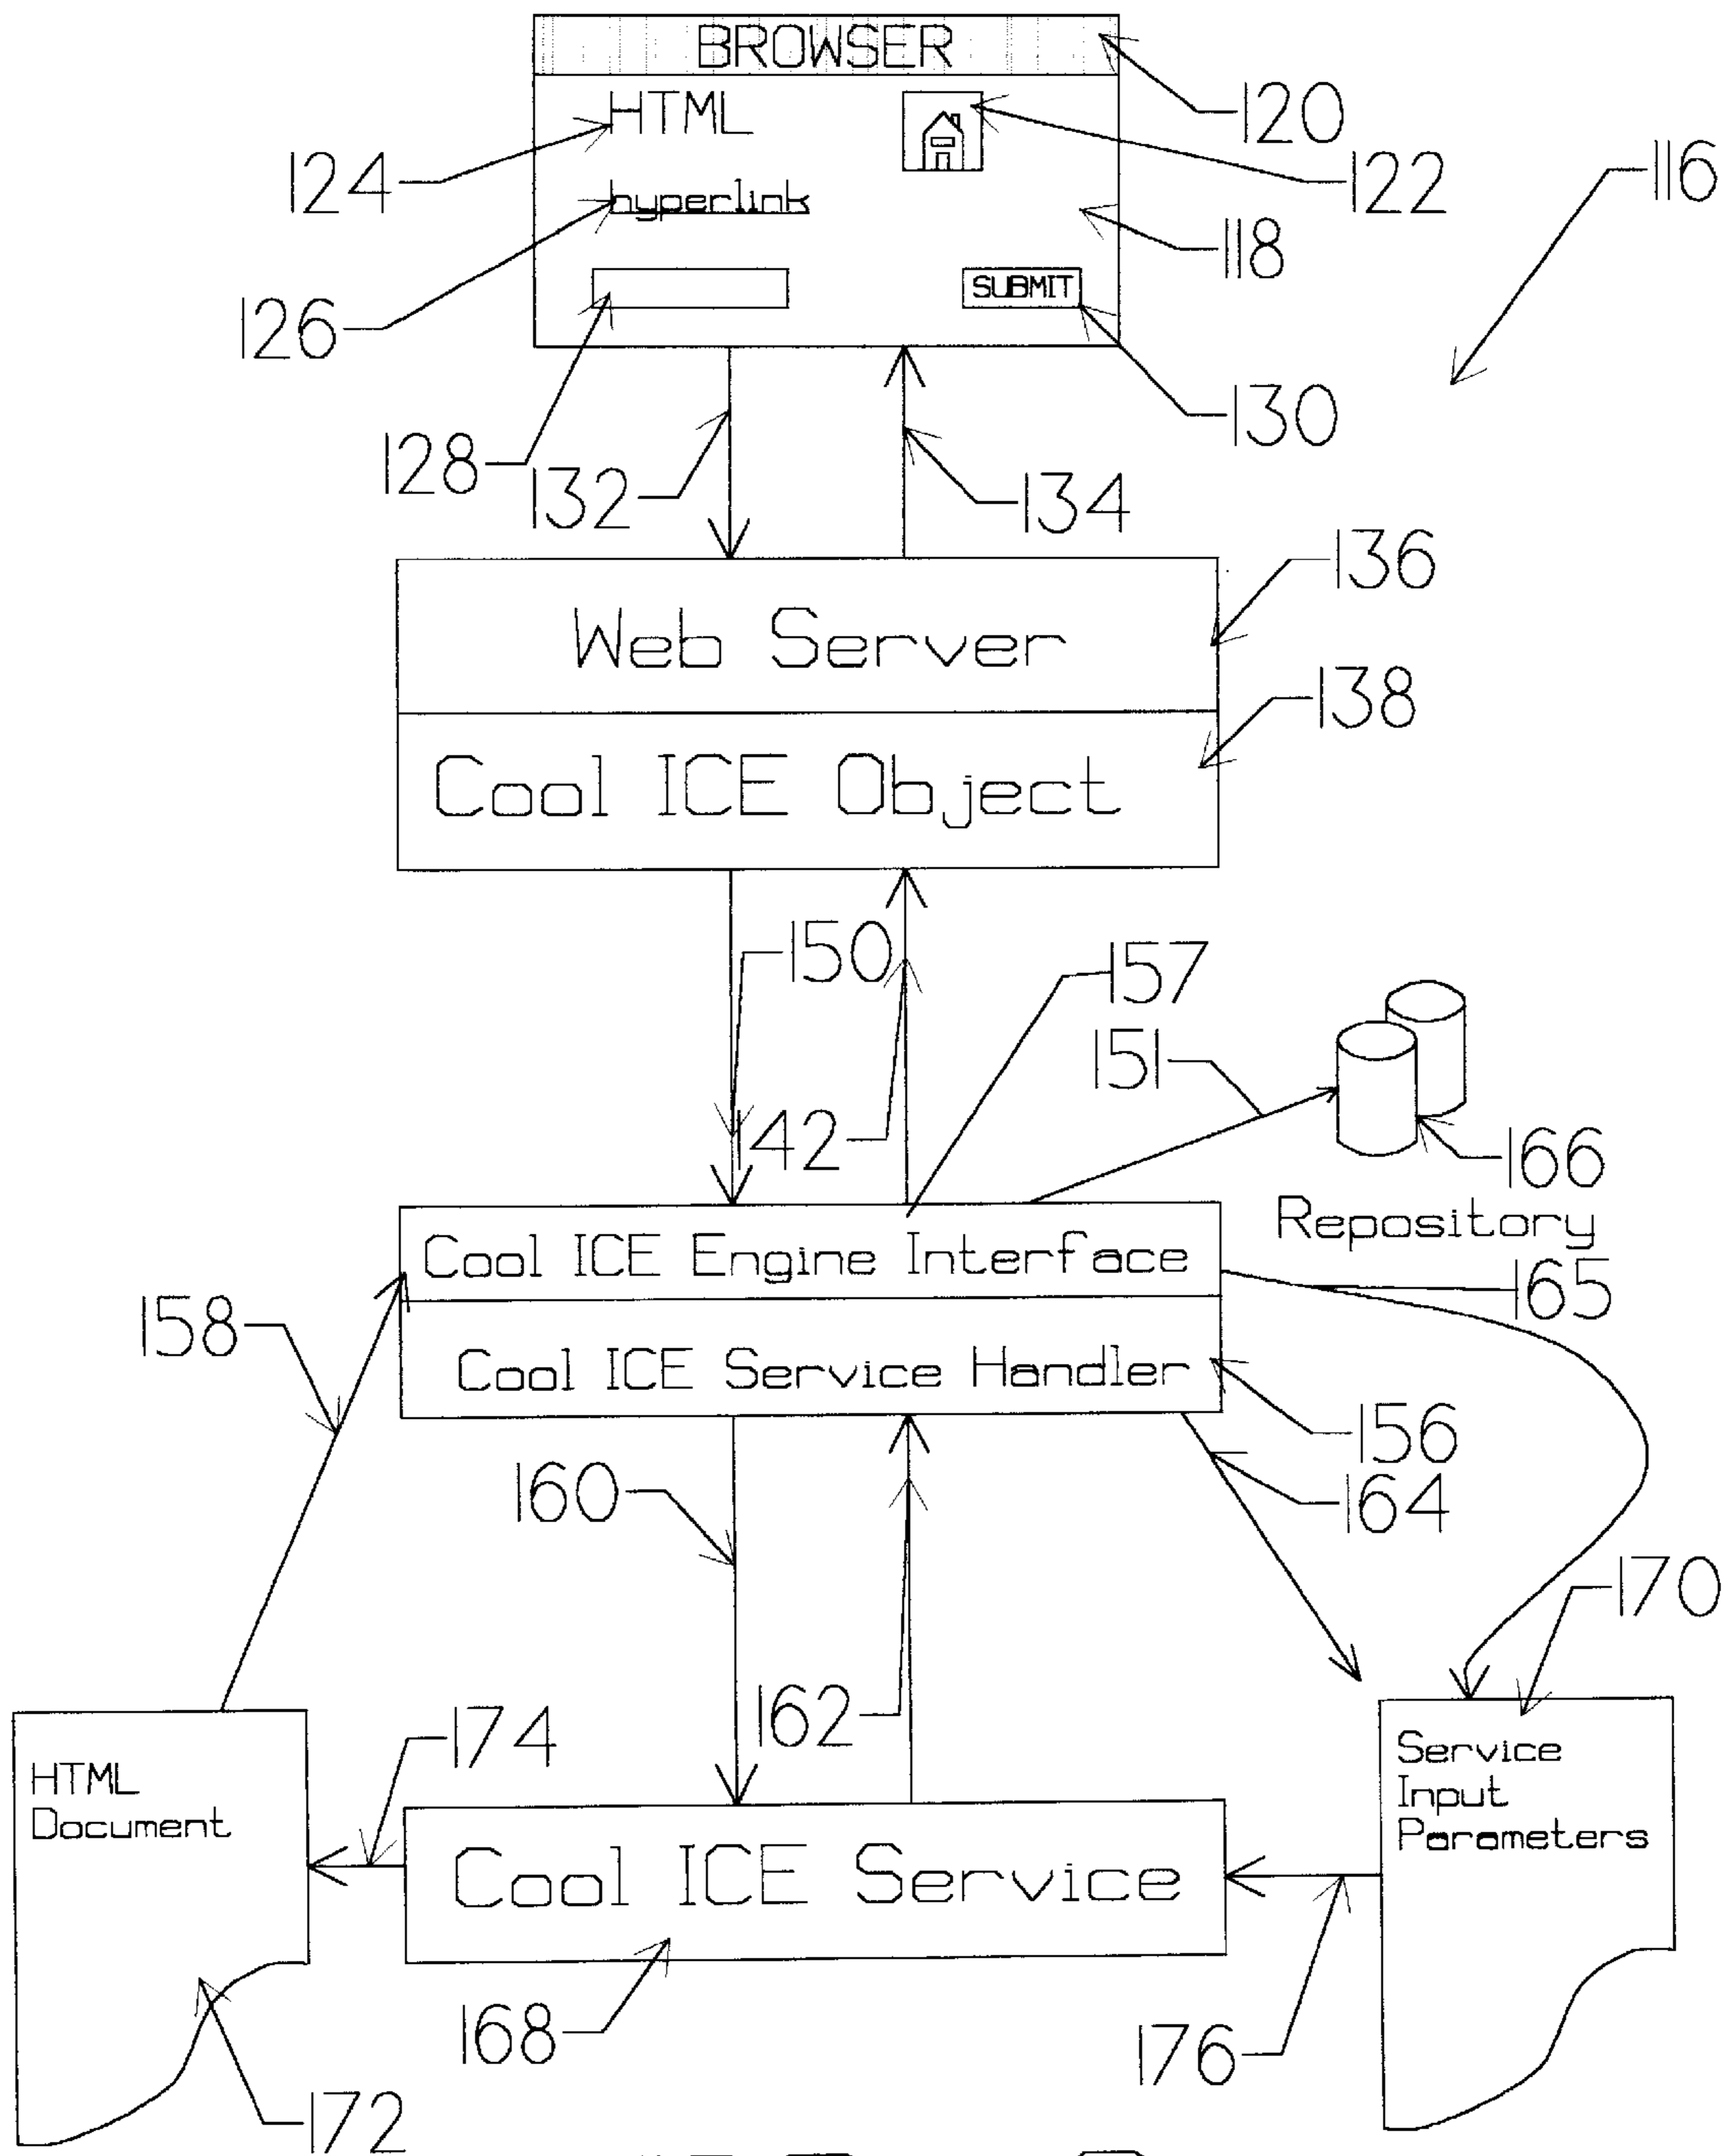 BROWSER
HTML
120
124
122
116
hyperlink
118
SUBMIT
126
130
128
132
134
136
Web Server
138
Cool ICE Object
150
157
151
142
166
Repository
Cool ICE Engine Interface
165
158
Cool ICE Service Handler
156
160
164
170
162
174
Service
HTML
Input
Document
Parameters
Cool ICE Service
168
176
172